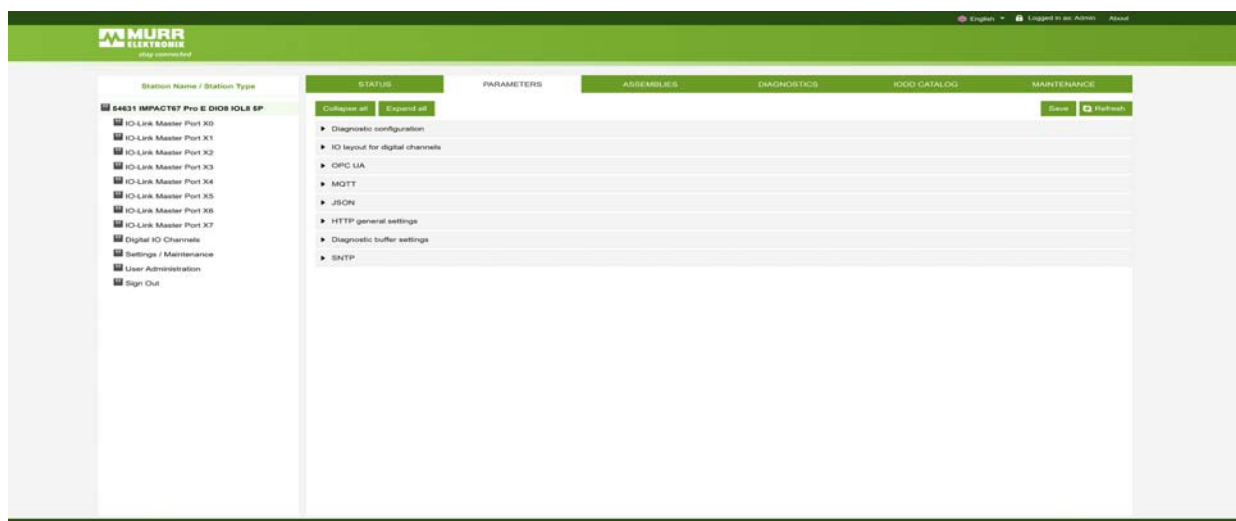 English Logged in as: Admin About
MURR
ELEKTRONIK
stay connected
Station Name / Station Type
54631 IMPACT67 Pro E DIO8 IOL8 5P
IO-Link Master Port X0
IO-Link Master Port X1
IO-Link Master Port X2
IO-Link Master Port X3
IO-Link Master Port X4
IO-Link Master Port X5
IO-Link Master Port X6
IO-Link Master Port X7
Digital IO Channels
Settings / Maintenance
User Administration
Sign Out
STATUS PARAMETERS ASSEMBLIES DIAGNOSTICS IODD CATALOG MAINTENANCE
Collapse all Expand all Save Refresh
Diagnostic configuration
IO layout for digital channels
OPC UA
MQTT
JSON
HTTP general settings
Diagnostic buffer settings
SNTP